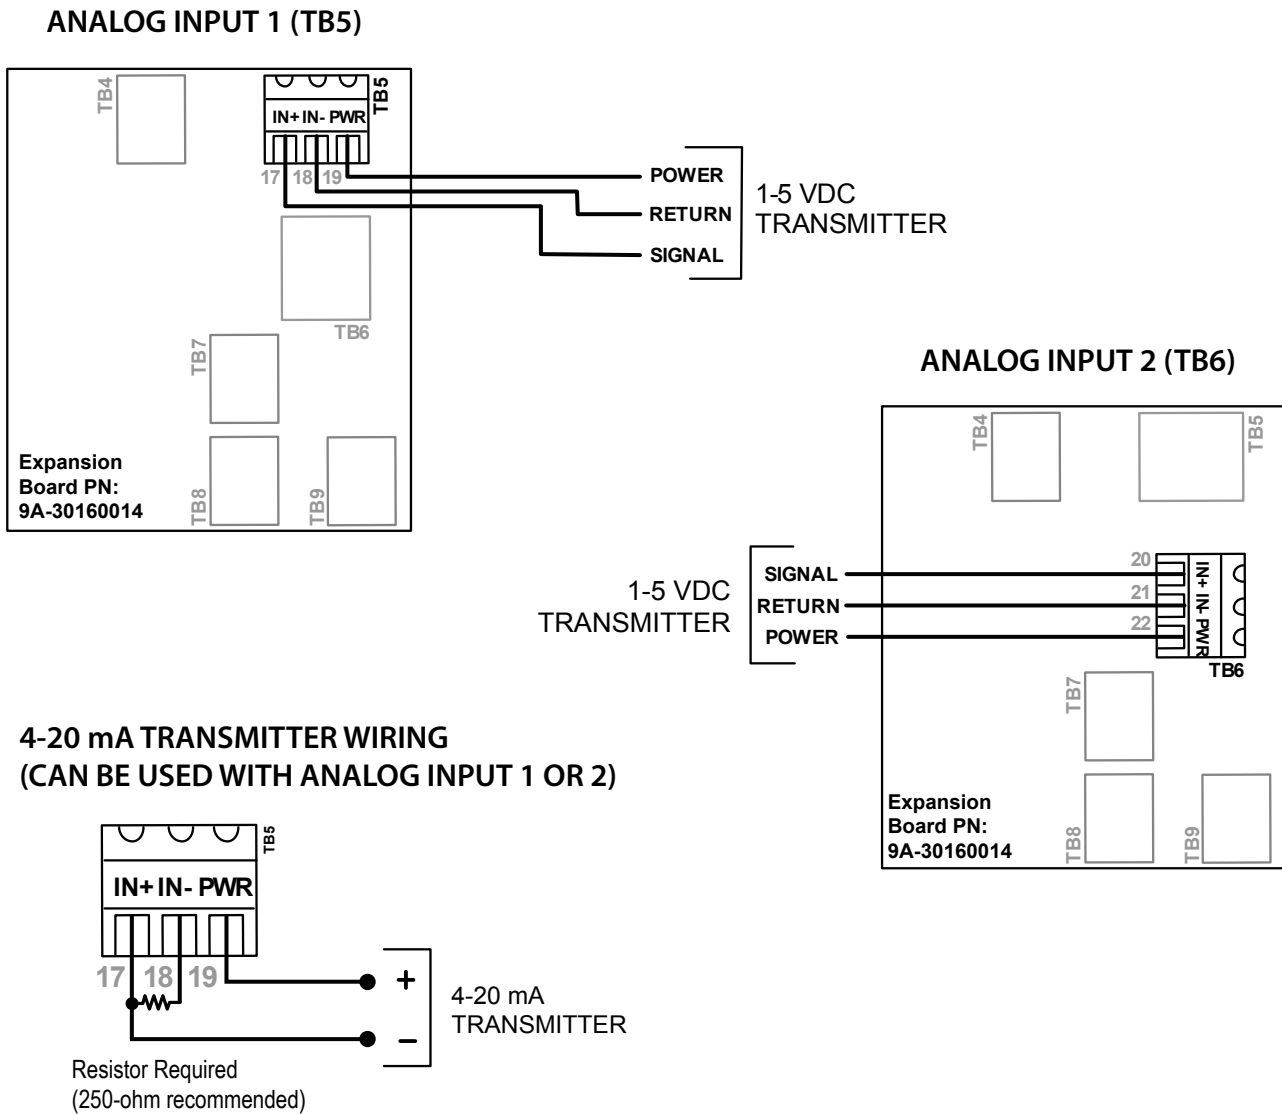 ANALOG INPUT 1 (TB5)
TB4
TB5
IN+ IN- PWR
17 18 19
POWER
RETURN
SIGNAL
1-5 VDC
TRANSMITTER
TB6
TB7
Expansion
Board PN:
9A-30160014
TB8
TB9
ANALOG INPUT 2 (TB6)
TB4
TB5
1-5 VDC
TRANSMITTER
SIGNAL
RETURN
POWER
20
21
22
IN+ IN- PWR
TB6
TB7
Expansion
Board PN:
9A-30160014
TB8
TB9
4-20 mA TRANSMITTER WIRING
(CAN BE USED WITH ANALOG INPUT 1 OR 2)
TB5
IN+ IN- PWR
17 18 19
+
–
4-20 mA
TRANSMITTER
Resistor Required
(250-ohm recommended)